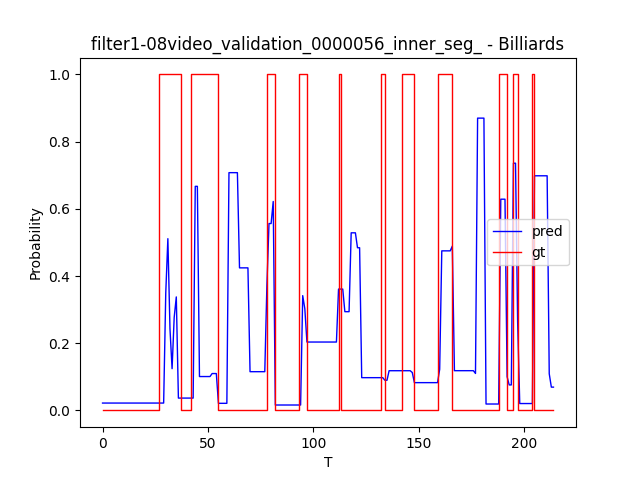 filter1-08video_validation_0000056_inner_seg_ - Billiards
1.0
0.8
0.6
0.4
0.2
0.0
Probability
pred
gt
0
50
100
150
200
T